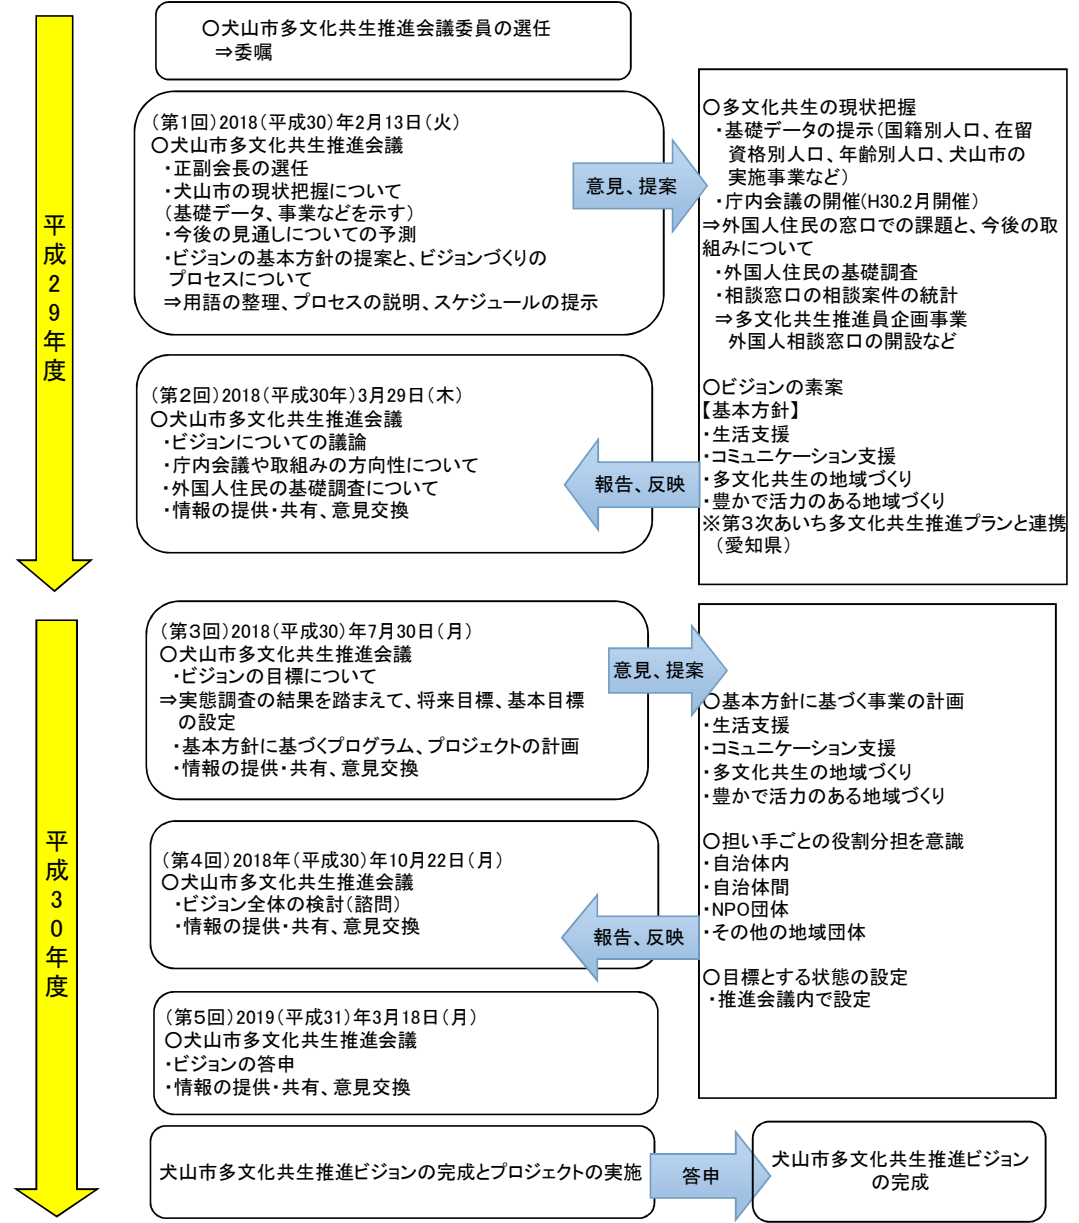 平成29年度
〇犬山市多文化共生推進会議委員の選任
⇒委嘱
(第1回)2018(平成30)年2月13日(火)
〇犬山市多文化共生推進会議
・正副会長の選任
・犬山市の現状把握について
(基礎データ、事業などを示す)
・今後の見通しについての予測
・ビジョンの基本方針の提案と、ビジョンづくりの
プロセスについて
⇒用語の整理、プロセスの説明、スケジュールの提示
意見、提案
〇多文化共生の現状把握
・基礎データの提示(国籍別人口、在留
資格別人口、年齢別人口、犬山市の
実施事業など)
・庁内会議の開催(H30.2月開催)
⇒外国人住民の窓口での課題と、今後の取
組みについて
・外国人住民の基礎調査
・相談窓口の相談案件の統計
⇒多文化共生推進員企画事業
外国人相談窓口の開設など
〇ビジョンの素案
【基本方針】
・生活支援
・コミュニケーション支援
・多文化共生の地域づくり
・豊かで活力のある地域づくり
※第3次あいち多文化共生推進プランと連携
(愛知県)
(第2回)2018(平成30年)3月29日(木)
〇犬山市多文化共生推進会議
・ビジョンについての議論
・庁内会議や取組みの方向性について
・外国人住民の基礎調査について
・情報の提供・共有、意見交換
報告、反映
平成30年度
(第3回)2018(平成30)年7月30日(月)
〇犬山市多文化共生推進会議
・ビジョンの目標について
⇒実態調査の結果を踏まえて、将来目標、基本目標
の設定
・基本方針に基づくプログラム、プロジェクトの計画
・情報の提供・共有、意見交換
意見、提案
〇基本方針に基づく事業の計画
・生活支援
・コミュニケーション支援
・多文化共生の地域づくり
・豊かで活力のある地域づくり
〇担い手ごとの役割分担を意識
・自治体内
・自治体間
・NPO団体
・その他の地域団体
〇目標とする状態の設定
・推進会議内で設定
(第4回)2018年(平成30)年10月22日(月)
〇犬山市多文化共生推進会議
・ビジョン全体の検討(諮問)
・情報の提供・共有、意見交換
報告、反映
(第5回)2019(平成31)年3月18日(月)
〇犬山市多文化共生推進会議
・ビジョンの答申
・情報の提供・共有、意見交換
犬山市多文化共生推進ビジョンの完成とプロジェクトの実施
答申
犬山市多文化共生推進ビジョン
の完成